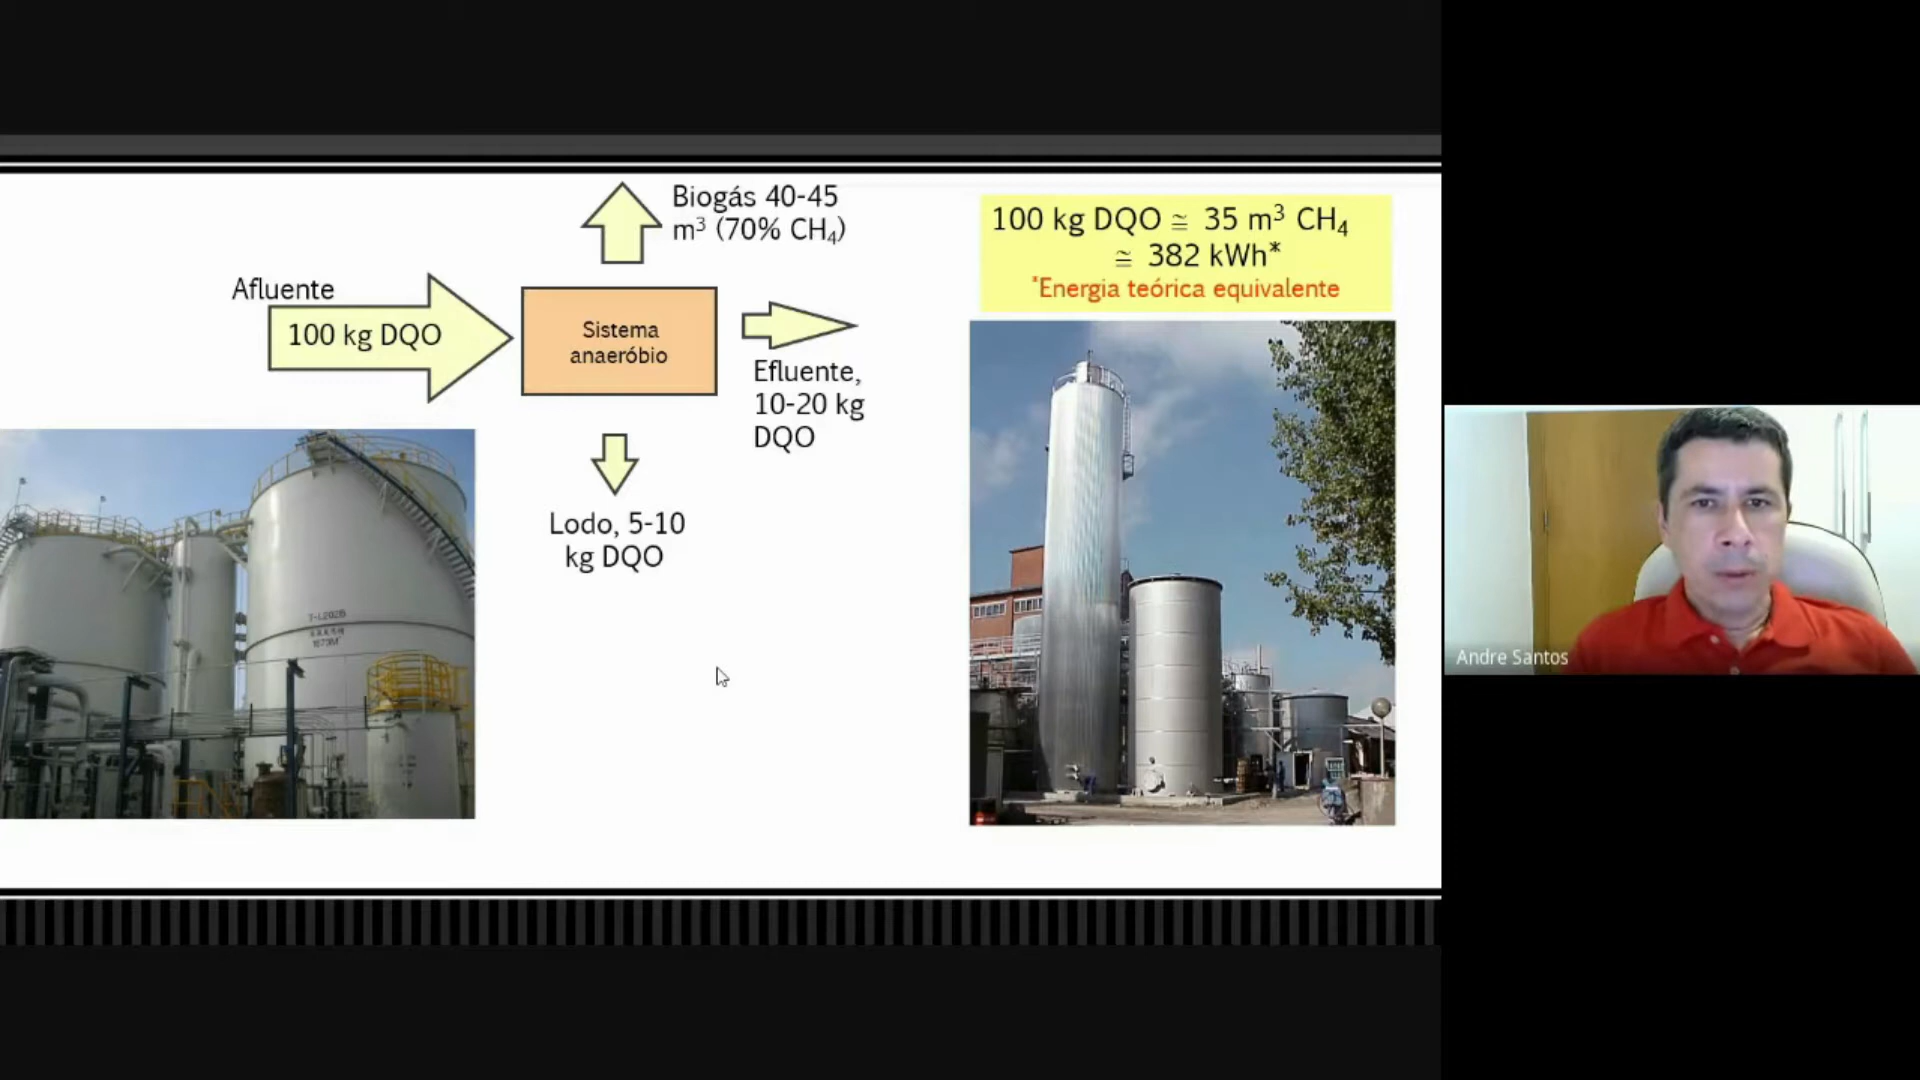 Biogás 40-45
m³ (70% CH₄)
100 kg DQO ≅ 35 m³ CH₄
≅ 382 kWh*
*Energia teórica equivalente
Afluente
100 kg DQO
Sistema
anaeróbio
Efluente,
10-20 kg
DQO
Lodo, 5-10
kg DQO
Andre Santos